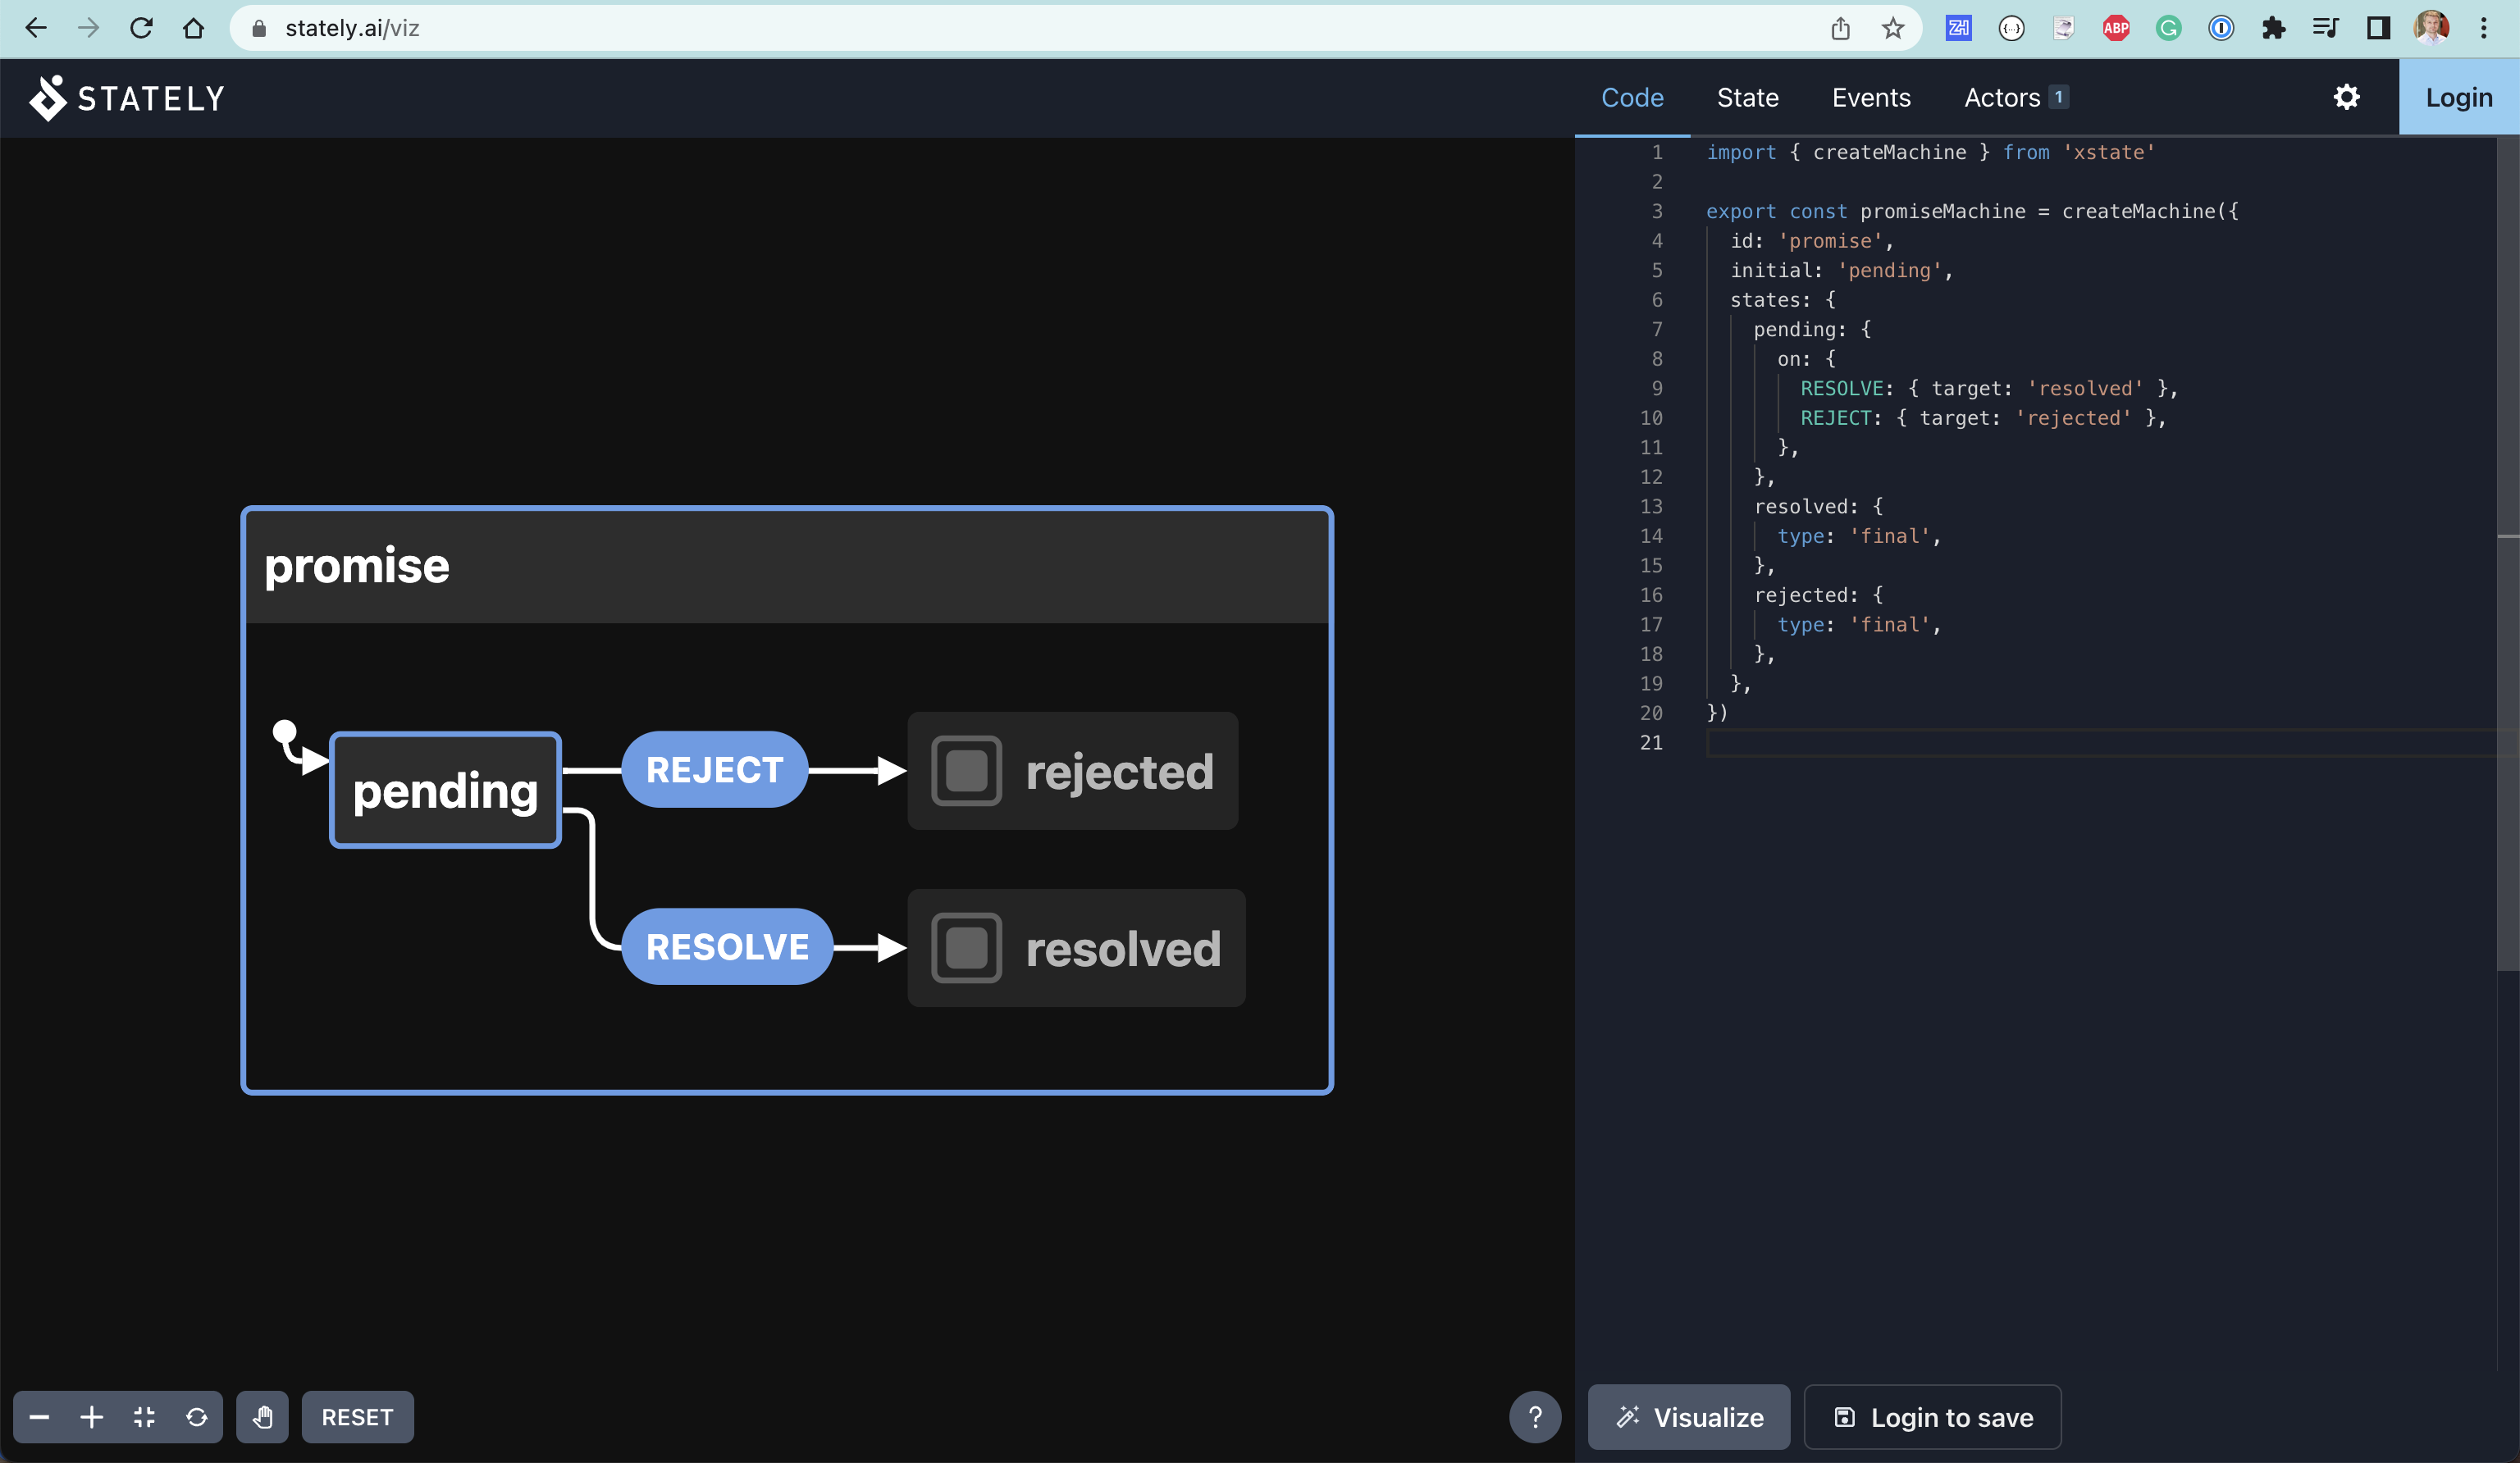 stately.ai/viz
ABP
STATELY
Code State Events Actors 1 Login
promise
pending
REJECT
rejected
RESOLVE
resolved
RESET
?
1 import { createMachine } from 'xstate'
2
3 export const promiseMachine = createMachine({
4 id: 'promise',
5 initial: 'pending',
6 states: {
7 pending: {
8 on: {
9 RESOLVE: { target: 'resolved' },
10 REJECT: { target: 'rejected' },
11 },
12 },
13 resolved: {
14 type: 'final',
15 },
16 rejected: {
17 type: 'final',
18 },
19 },
20 })
21
Visualize Login to save